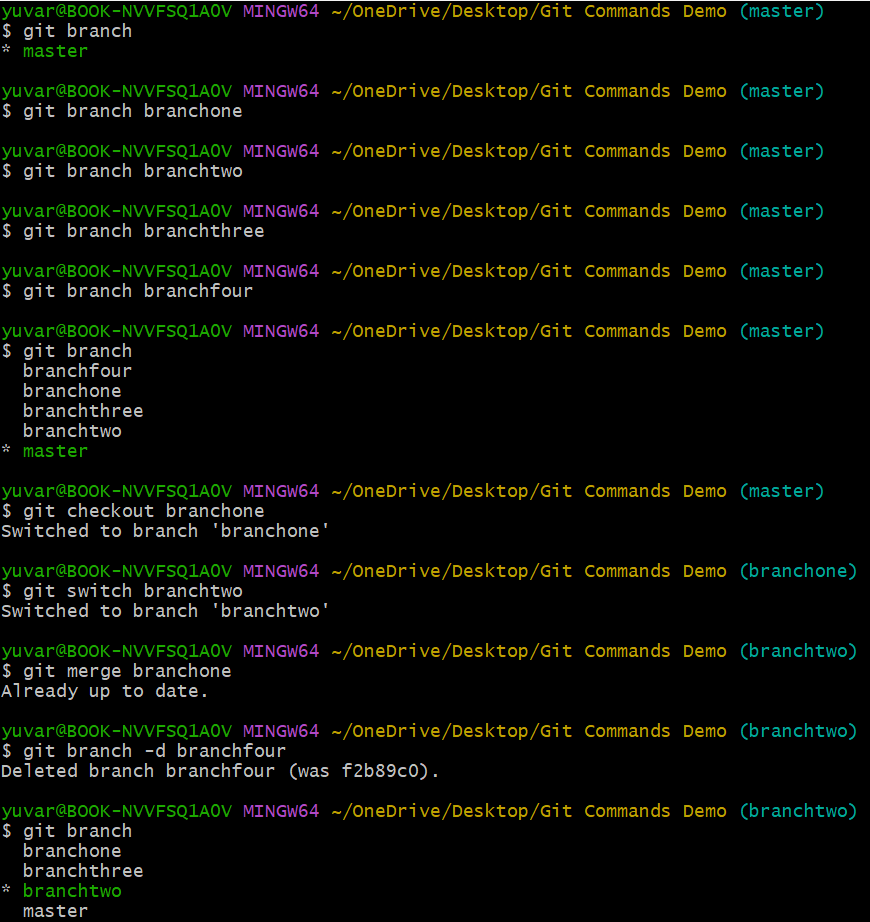 yuvar@BOOK-NVVFSQ1A0V MINGW64 ~/OneDrive/Desktop/Git Commands Demo (master)
$ git branch
* master
yuvar@BOOK-NVVFSQ1A0V MINGW64 ~/OneDrive/Desktop/Git Commands Demo (master)
$ git branch branchone
yuvar@BOOK-NVVFSQ1A0V MINGW64 ~/OneDrive/Desktop/Git Commands Demo (master)
$ git branch branchtwo
yuvar@BOOK-NVVFSQ1A0V MINGW64 ~/OneDrive/Desktop/Git Commands Demo (master)
$ git branch branchthree
yuvar@BOOK-NVVFSQ1A0V MINGW64 ~/OneDrive/Desktop/Git Commands Demo (master)
$ git branch branchfour
yuvar@BOOK-NVVFSQ1A0V MINGW64 ~/OneDrive/Desktop/Git Commands Demo (master)
$ git branch
  branchfour
  branchone
  branchthree
  branchtwo
* master
yuvar@BOOK-NVVFSQ1A0V MINGW64 ~/OneDrive/Desktop/Git Commands Demo (master)
$ git checkout branchone
Switched to branch 'branchone'
yuvar@BOOK-NVVFSQ1A0V MINGW64 ~/OneDrive/Desktop/Git Commands Demo (branchone)
$ git switch branchtwo
Switched to branch 'branchtwo'
yuvar@BOOK-NVVFSQ1A0V MINGW64 ~/OneDrive/Desktop/Git Commands Demo (branchtwo)
$ git merge branchone
Already up to date.
yuvar@BOOK-NVVFSQ1A0V MINGW64 ~/OneDrive/Desktop/Git Commands Demo (branchtwo)
$ git branch -d branchfour
Deleted branch branchfour (was f2b89c0).
yuvar@BOOK-NVVFSQ1A0V MINGW64 ~/OneDrive/Desktop/Git Commands Demo (branchtwo)
$ git branch
  branchone
  branchthree
* branchtwo
  master